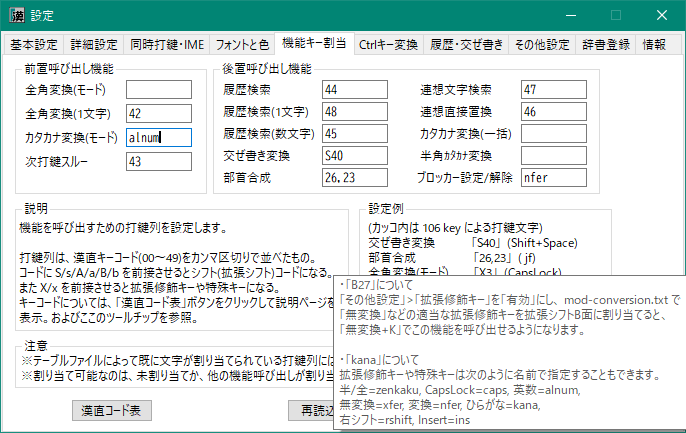 設定
基本設定 詳細設定 同時打鍵・IME フォントと色 機能キー割当 Ctrlキー変換 履歴・交ぜ書き その他設定 辞書登録 情報
前置呼び出し機能
全角変換(モード)
全角変換(1文字) 42
カタカナ変換(モード) alnum
次打鍵スルー 43
後置呼び出し機能
履歴検索 44
履歴検索(1文字) 48
履歴検索(数文字) 45
交ぜ書き変換 S40
部首合成 26,23
連想文字検索 47
連想直接置換 46
カタカナ変換(一括)
半角カタカナ変換
ブロッカー設定/解除 nfer
説明
機能を呼び出すための打鍵列を設定します。
打鍵列は、漢直キーコード(00～49)をカンマ区切りで並べたもの。
コードに S/s/A/a/B/b を前接させるとシフト(拡張シフト)コードになる。
また X/x を前接すると拡張修飾キーや特殊キーになる。
キーコードについては、「漢直コード表」ボタンをクリックして説明ページを
表示。およびこのツールチップを参照。
設定例
(カッコ内は 106 key による打鍵文字)
交ぜ書き変換 「S40」 (Shift+Space)
部首合成 「26,23」 ( jf)
全角変換(モード) 「X3」 (CapsLock)
注意
※テーブルファイルによって既に文字が割り当てられている打鍵列には
※割り当て可能なのは、未割り当てか、他の機能呼び出しが割り当
漢直コード表
再読込
・「B27」について
「その他設定」>「拡張修飾キー」を「有効」にし、mod-conversion.txt で
「無変換」などの適当な拡張修飾キーを拡張シフトB面に割り当てると、
「無変換+K」でこの機能を呼び出せるようになります。
・「kana」について
拡張修飾キーや特殊キーは次のように名前で指定することもできます。
半/全=zenkaku, CapsLock=caps, 英数=alnum,
無変換=xfer, 変換=nfer, ひらがな=kana,
右シフト=rshift, Insert=ins